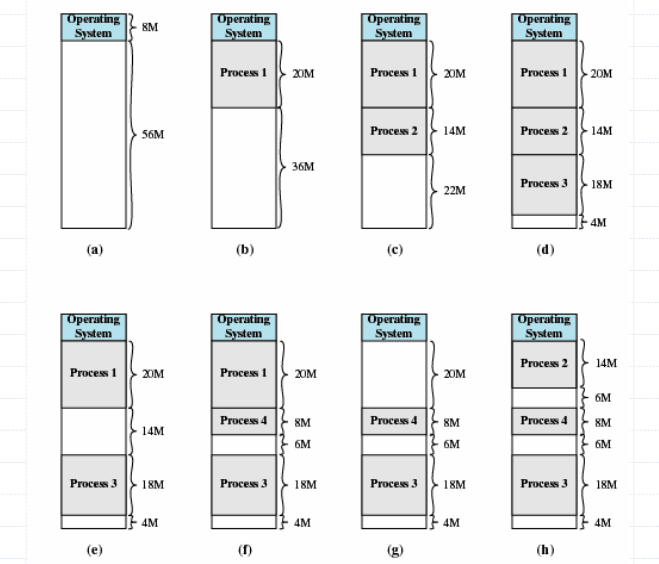 Operating
System
8M
56M
(a)
Operating
System
Process 1
20M
36M
(b)
Operating
System
Process 1
20M
Process 2
14M
22M
(c)
Operating
System
Process 1
20M
Process 2
14M
Process 3
18M
4M
(d)
Operating
System
Process 1
20M
14M
Process 3
18M
4M
(e)
Operating
System
Process 1
20M
Process 4
8M
6M
Process 3
18M
4M
(f)
Operating
System
20M
Process 4
8M
6M
Process 3
18M
4M
(g)
Operating
System
Process 2
14M
6M
Process 4
8M
6M
Process 3
18M
4M
(h)